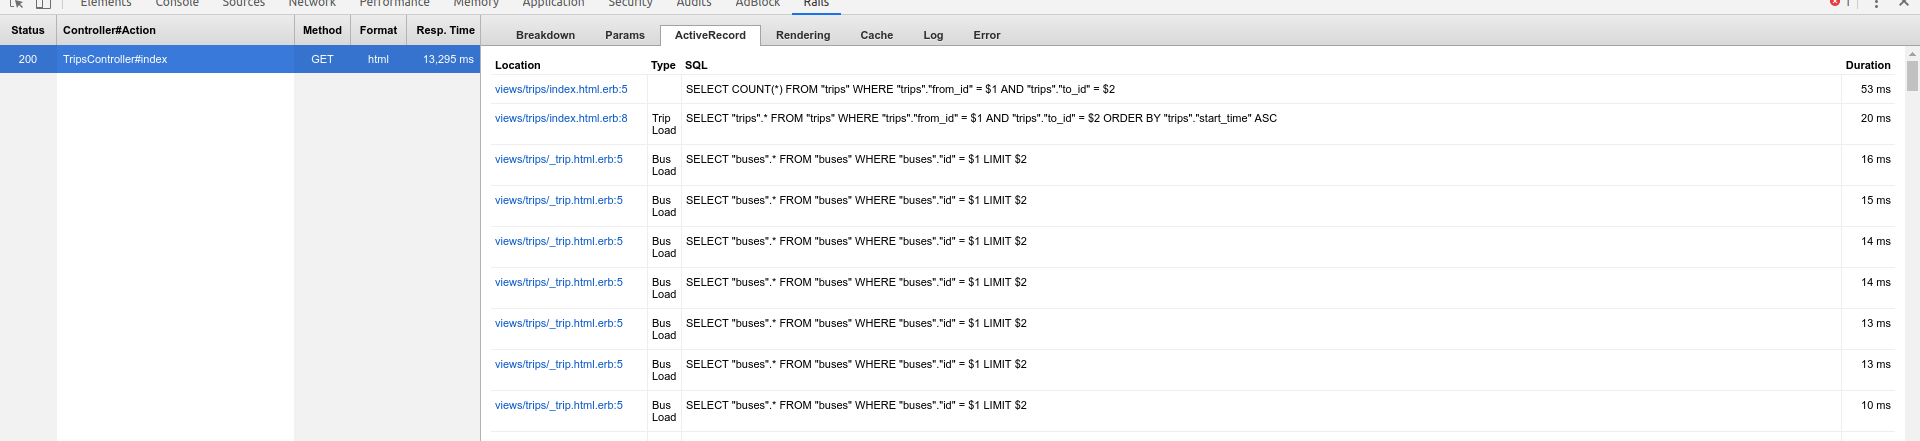 Elements Console Sources Network Performance Memory Application Security Audits AdBlock Rails 1
Status Controller#Action Method Format Resp. Time
200 TripsController#index GET html 13,295 ms
Breakdown Params ActiveRecord Rendering Cache Log Error
Location Type SQL Duration
views/trips/index.html.erb:5 SELECT COUNT(*) FROM "trips" WHERE "trips"."from_id" = $1 AND "trips"."to_id" = $2 53 ms
views/trips/index.html.erb:8 Trip SELECT "trips".* FROM "trips" WHERE "trips"."from_id" = $1 AND "trips"."to_id" = $2 ORDER BY "trips"."start_time" ASC 20 ms
Load
views/trips/_trip.html.erb:5 Bus SELECT "buses".* FROM "buses" WHERE "buses"."id" = $1 LIMIT $2 16 ms
Load
views/trips/_trip.html.erb:5 Bus SELECT "buses".* FROM "buses" WHERE "buses"."id" = $1 LIMIT $2 15 ms
Load
views/trips/_trip.html.erb:5 Bus SELECT "buses".* FROM "buses" WHERE "buses"."id" = $1 LIMIT $2 14 ms
Load
views/trips/_trip.html.erb:5 Bus SELECT "buses".* FROM "buses" WHERE "buses"."id" = $1 LIMIT $2 14 ms
Load
views/trips/_trip.html.erb:5 Bus SELECT "buses".* FROM "buses" WHERE "buses"."id" = $1 LIMIT $2 13 ms
Load
views/trips/_trip.html.erb:5 Bus SELECT "buses".* FROM "buses" WHERE "buses"."id" = $1 LIMIT $2 13 ms
Load
views/trips/_trip.html.erb:5 Bus SELECT "buses".* FROM "buses" WHERE "buses"."id" = $1 LIMIT $2 10 ms
Load